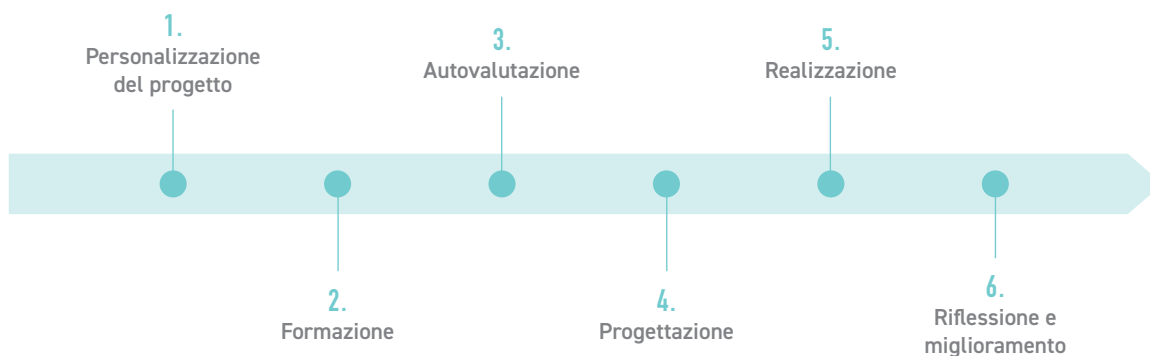 1.
Personalizzazione
del progetto
2.
Formazione
3.
Autovalutazione
4.
Progettazione
5.
Realizzazione
6.
Riflessione e
miglioramento